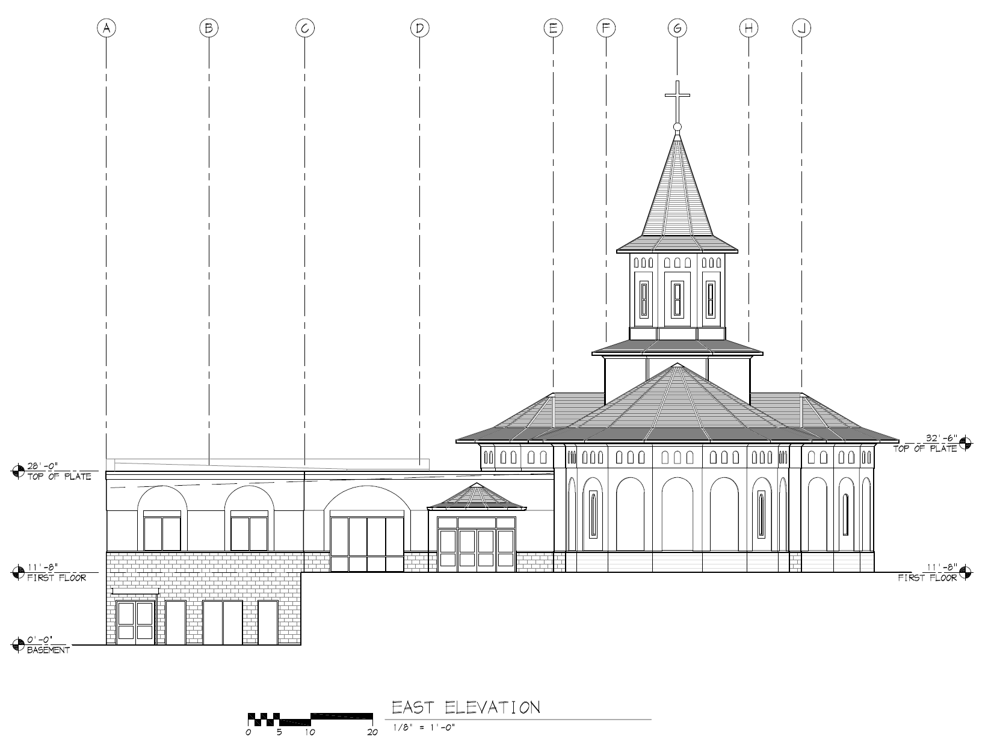 A B C D E F G H J
32'-6"
TOP OF PLATE
28'-0"
TOP OF PLATE
11'-8"
FIRST FLOOR
11'-8"
FIRST FLOOR
0'-0"
BASEMENT
EAST ELEVATION
1/8" = 1'-0"
0 5 10 20